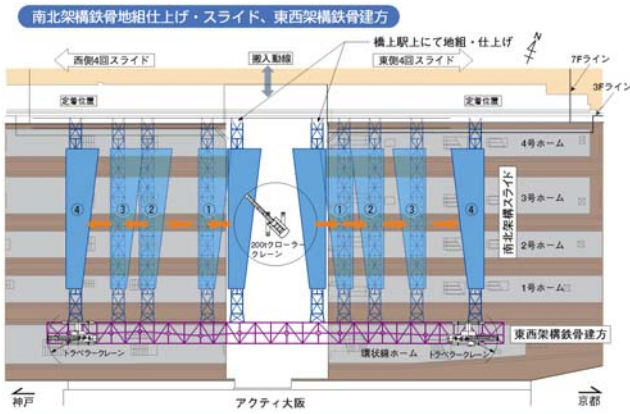 南北架構鉄骨地組仕上げ・スライド、東西架構鉄骨建方
橋上駅上にて地組・仕上げ
西側4回スライド
搬入動線
東側4回スライド
N
7Fライン
3Fライン
定着位置
定着位置
4号ホーム
3号ホーム
2号ホーム
1号ホーム
南北架構スライド
④
③
②
①
①
②
③
④
200tクローラー
クレーン
東西架構鉄骨建方
トラベラークレーン
環状線ホーム
トラベラークレーン
神戸
アクティ大阪
京都